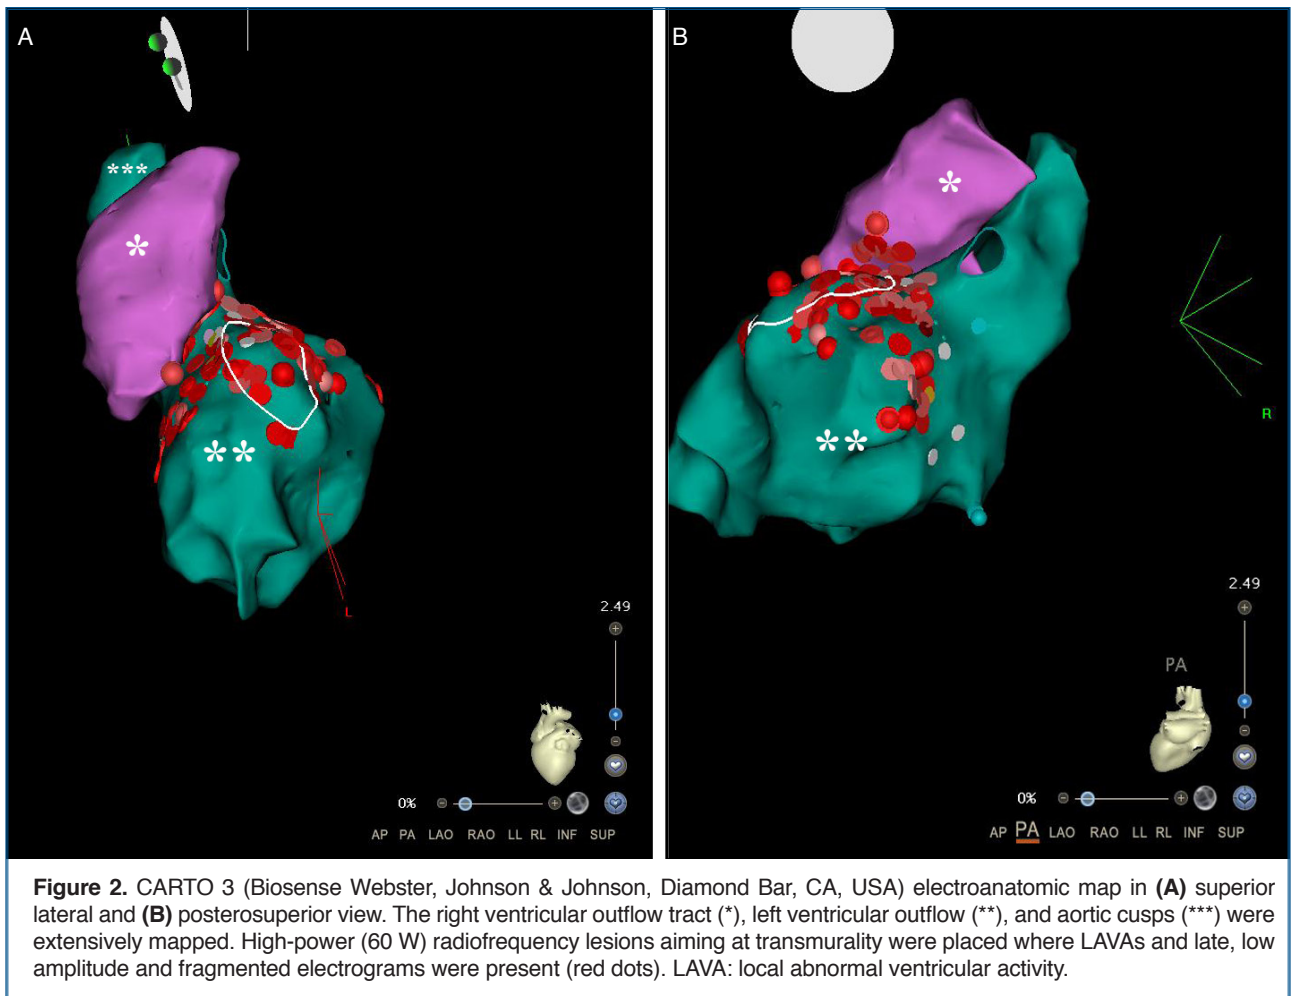 A
B
***
*
*
**
**
R
L
2.49
2.49
PA
0%
0%
AP PA LAO RAO LL RL INF SUP
AP PA LAO RAO LL RL INF SUP
Figure 2. CARTO 3 (Biosense Webster, Johnson & Johnson, Diamond Bar, CA, USA) electroanatomic map in (A) superior
lateral and (B) posterosuperior view. The right ventricular outflow tract (*), left ventricular outflow (**), and aortic cusps (***) were
extensively mapped. High-power (60 W) radiofrequency lesions aiming at transmurality were placed where LAVAs and late, low
amplitude and fragmented electrograms were present (red dots). LAVA: local abnormal ventricular activity.